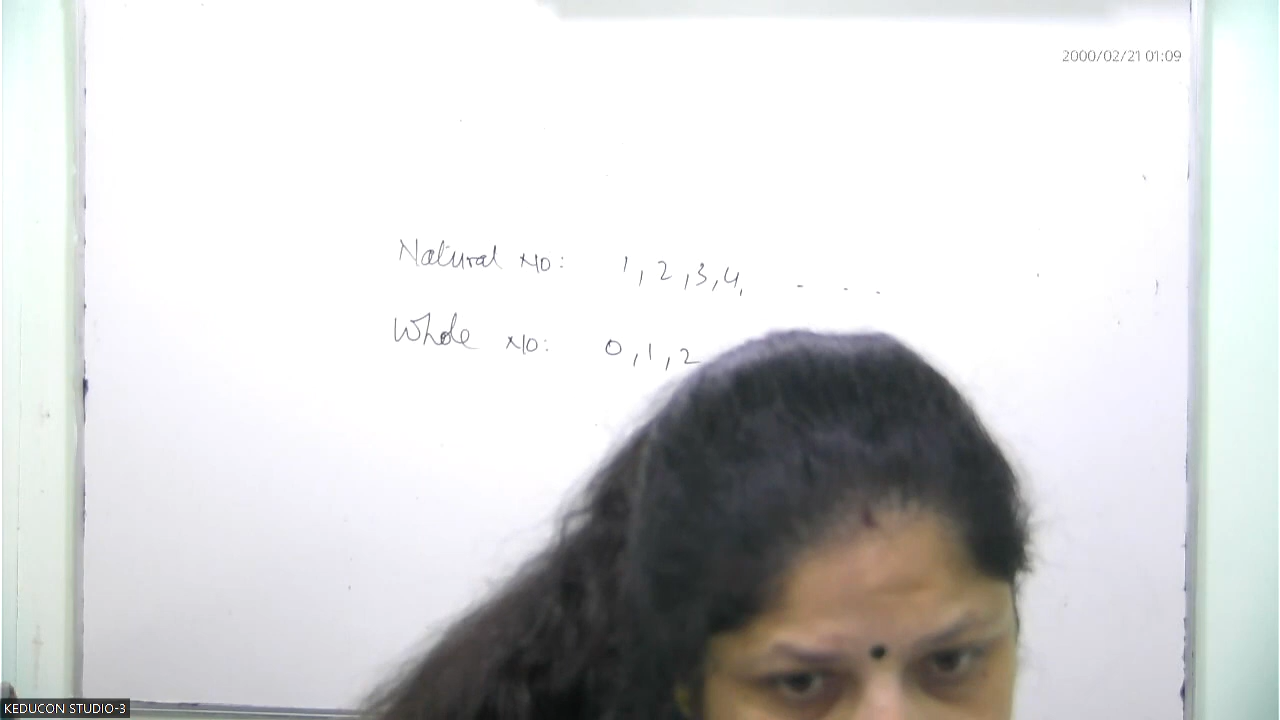 2000/02/21 01:09
Natural No: 1, 2, 3, 4, . . .
Whole No: 0, 1, 2
KEDUCON STUDIO-3